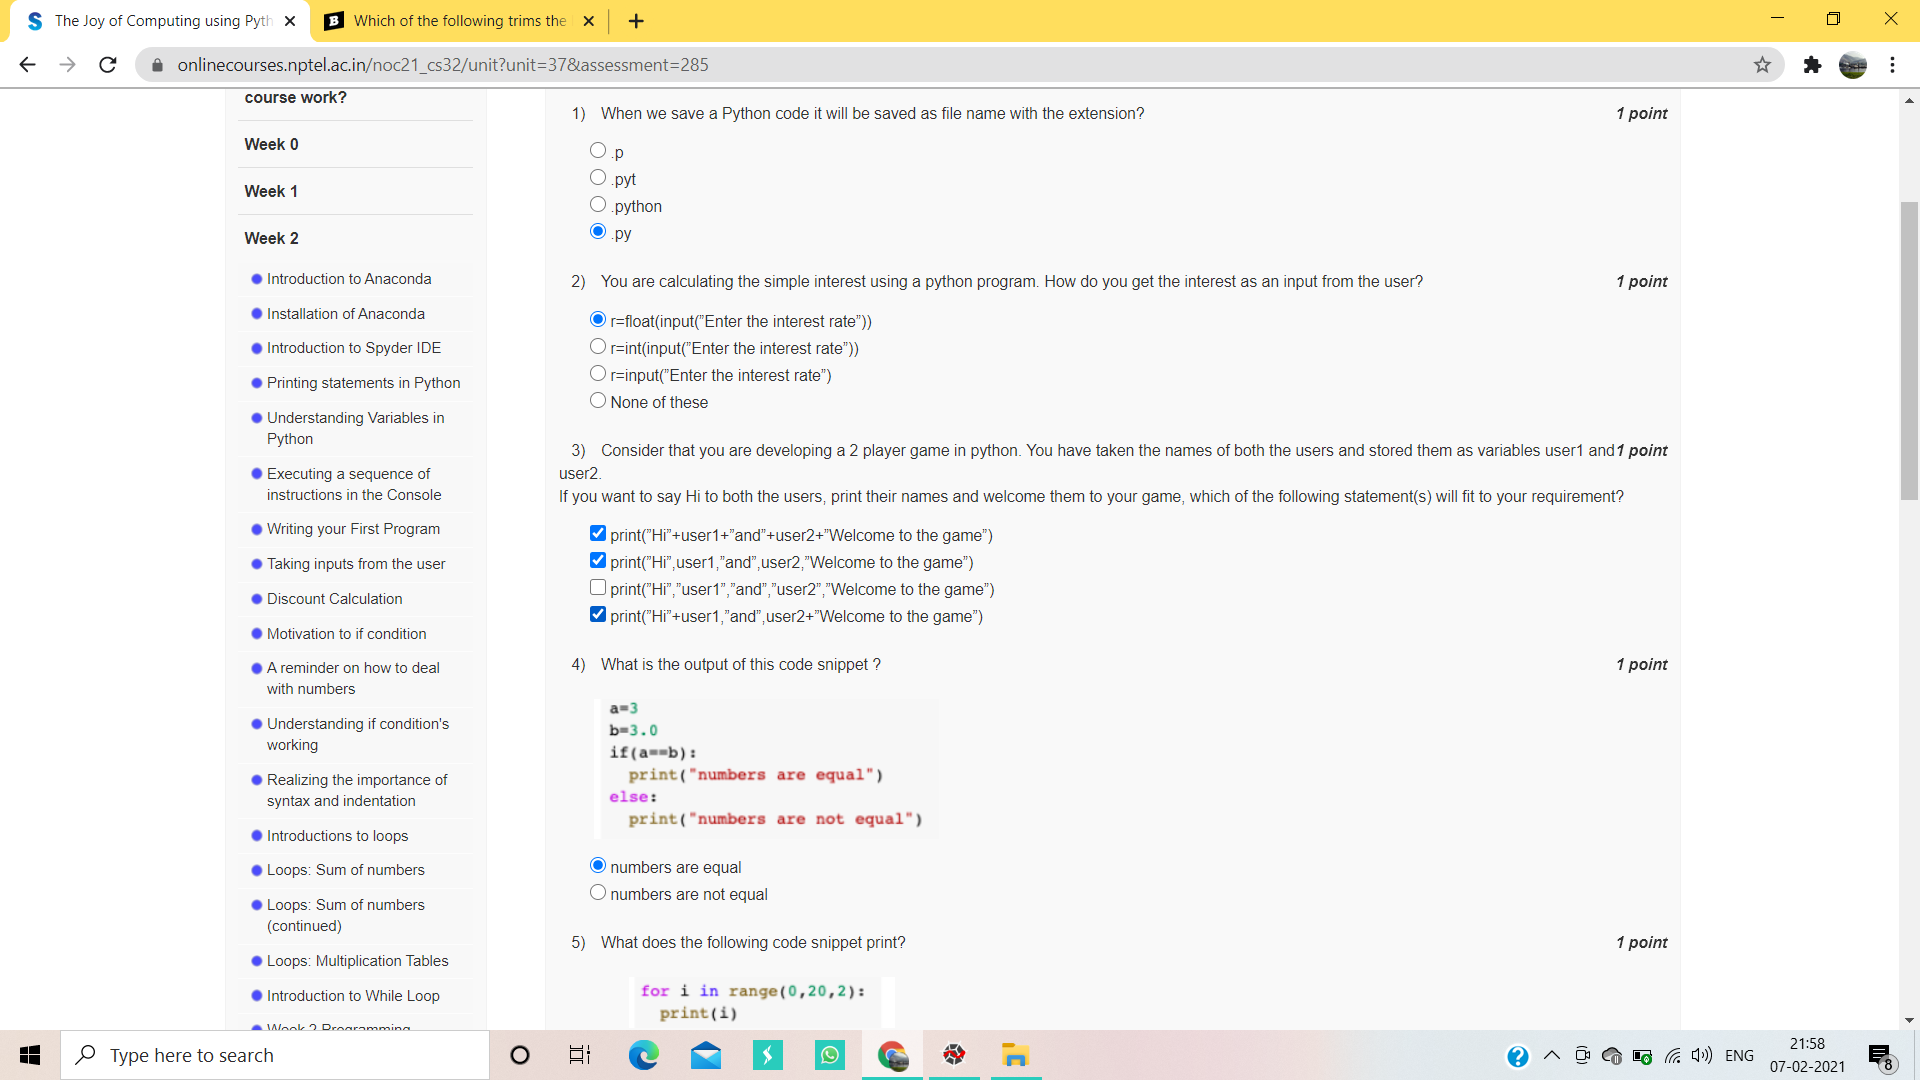 The Joy of Computing using Pyth
Which of the following trims the
onlinecourses.nptel.ac.in/noc21_cs32/unit?unit=37&assessment=285
course work?
Week 0
Week 1
Week 2
Introduction to Anaconda
Installation of Anaconda
Introduction to Spyder IDE
Printing statements in Python
Understanding Variables in
Python
Executing a sequence of
instructions in the Console
Writing your First Program
Taking inputs from the user
Discount Calculation
Motivation to if condition
A reminder on how to deal
with numbers
Understanding if condition's
working
Realizing the importance of
syntax and indentation
Introductions to loops
Loops: Sum of numbers
Loops: Sum of numbers
(continued)
Loops: Multiplication Tables
Introduction to While Loop
Week 2 Programming
1) When we save a Python code it will be saved as file name with the extension? 1 point
.p
.pyt
.python
.py
2) You are calculating the simple interest using a python program. How do you get the interest as an input from the user? 1 point
r=float(input(”Enter the interest rate”))
r=int(input(”Enter the interest rate”))
r=input(”Enter the interest rate”)
None of these
3) Consider that you are developing a 2 player game in python. You have taken the names of both the users and stored them as variables user1 and 1 point
user2.
If you want to say Hi to both the users, print their names and welcome them to your game, which of the following statement(s) will fit to your requirement?
print(”Hi”+user1+”and”+user2+”Welcome to the game”)
print(”Hi”,user1,”and”,user2,”Welcome to the game”)
print(”Hi”,”user1”,”and”,”user2”,”Welcome to the game”)
print(”Hi”+user1,”and”,user2+”Welcome to the game”)
4) What is the output of this code snippet ? 1 point
a=3
b=3.0
if(a==b):
print("numbers are equal")
else:
print("numbers are not equal")
numbers are equal
numbers are not equal
5) What does the following code snippet print? 1 point
for i in range(0,20,2):
print(i)
Type here to search
ENG
21:58
07-02-2021
8